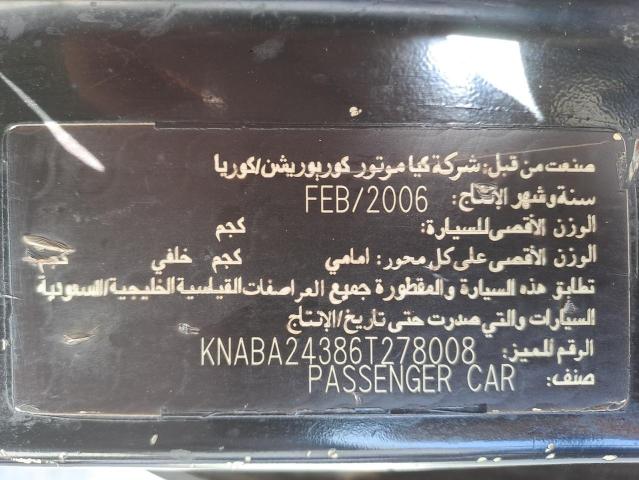 صنعت من قبل: شركة كيا موتور كوربوريشن/كوريا
سنة وشهر الإنتاج: FEB/2006
الوزن الأقصى للسيارة: كجم
الوزن الأقصى على كل محور: امامي كجم خلفي كجم
تطابق هذه السيارة والمقطورة جميع المراصفات القياسية الخليجية/السعودية
السيارات والتي صدرت حتى تاريخ/الإنتاج
الرقم المميز: KNABA24386T278008
صنف: PASSENGER CAR